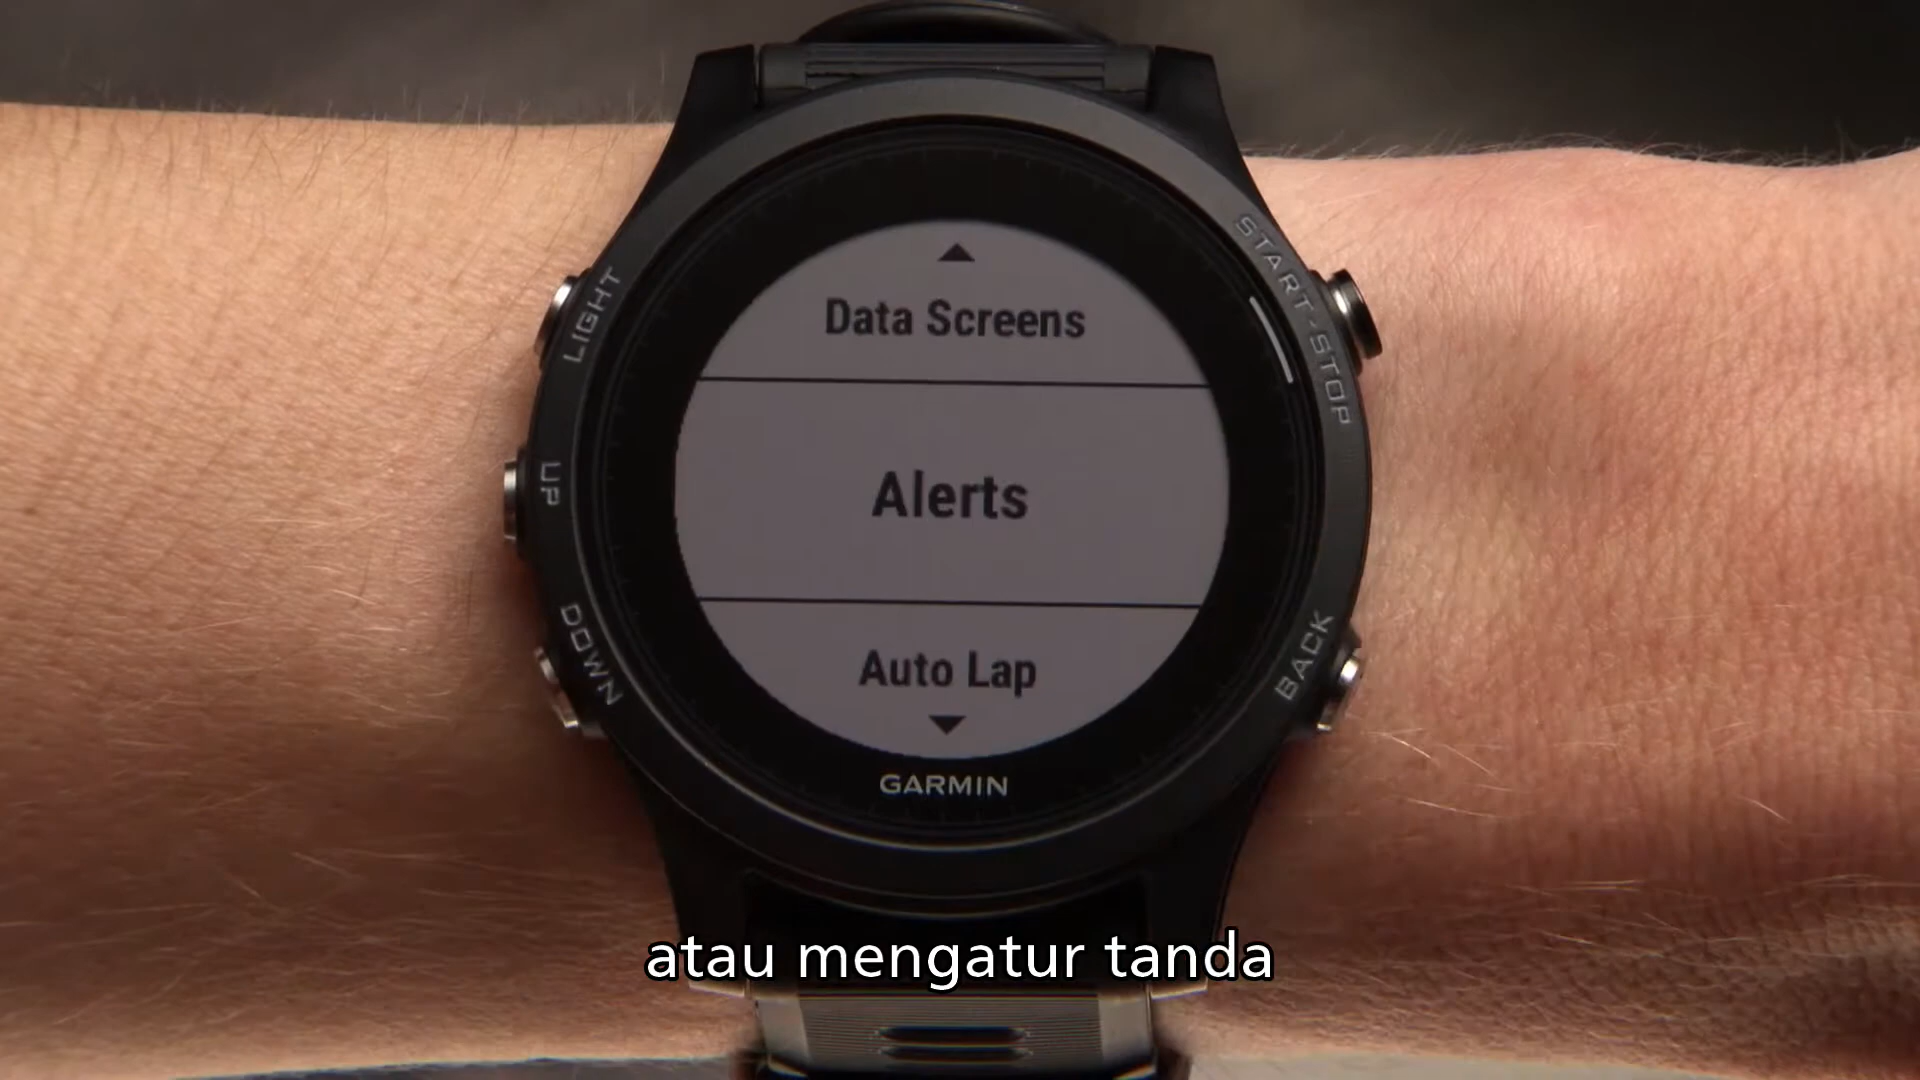 START·STOP
LIGHT
Data Screens
UP
Alerts
DOWN
Auto Lap
BACK
GARMIN
atau mengatur tanda